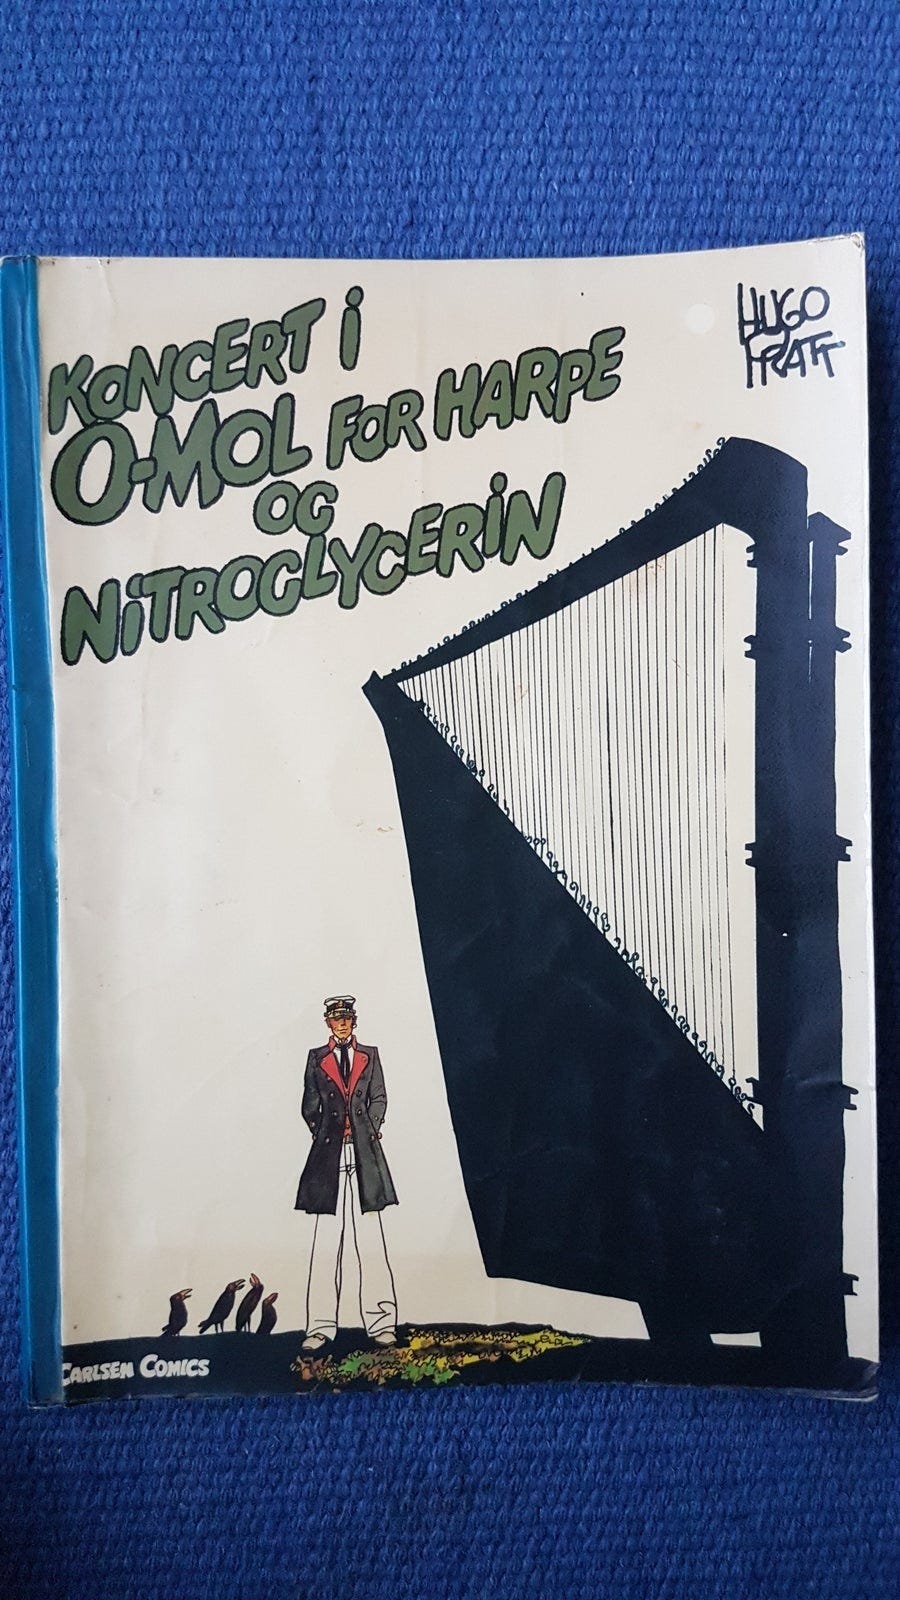 KONCERT i
O-MOL FOR HARPE
OG
NiTROGLYCERiN
HUGO
PRATT
CARLSEN COMICS